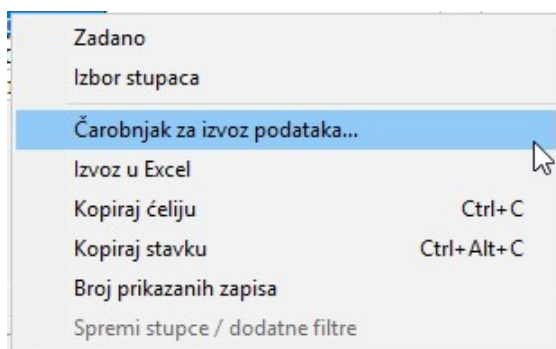 Zadano
Izbor stupaca
Čarobnjak za izvoz podataka...
Izvoz u Excel
Kopiraj ćeliju Ctrl+C
Kopiraj stavku Ctrl+Alt+C
Broj prikazanih zapisa
Spremi stupce / dodatne filtre